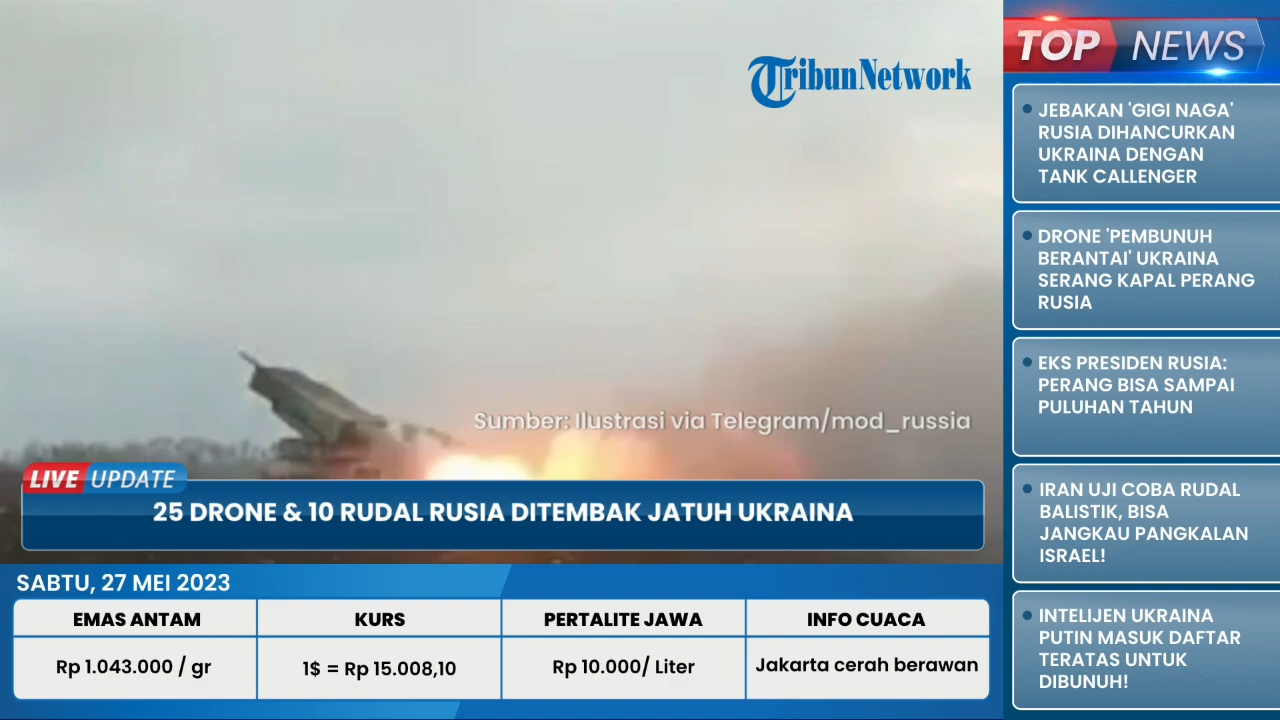 TribunNetwork
Sumber: Ilustrasi via Telegram/mod_russia
LIVE UPDATE
25 DRONE & 10 RUDAL RUSIA DITEMBAK JATUH UKRAINA
SABTU, 27 MEI 2023
EMAS ANTAM
KURS
PERTALITE JAWA
INFO CUACA
Rp 1.043.000 / gr
1$ = Rp 15.008,10
Rp 10.000/ Liter
Jakarta cerah berawan
TOP NEWS
JEBAKAN 'GIGI NAGA'
RUSIA DIHANCURKAN
UKRAINA DENGAN
TANK CALLENGER
DRONE 'PEMBUNUH
BERANTAI' UKRAINA
SERANG KAPAL PERANG
RUSIA
EKS PRESIDEN RUSIA:
PERANG BISA SAMPAI
PULUHAN TAHUN
IRAN UJI COBA RUDAL
BALISTIK, BISA
JANGKAU PANGKALAN
ISRAEL!
INTELIJEN UKRAINA
PUTIN MASUK DAFTAR
TERATAS UNTUK
DIBUNUH!